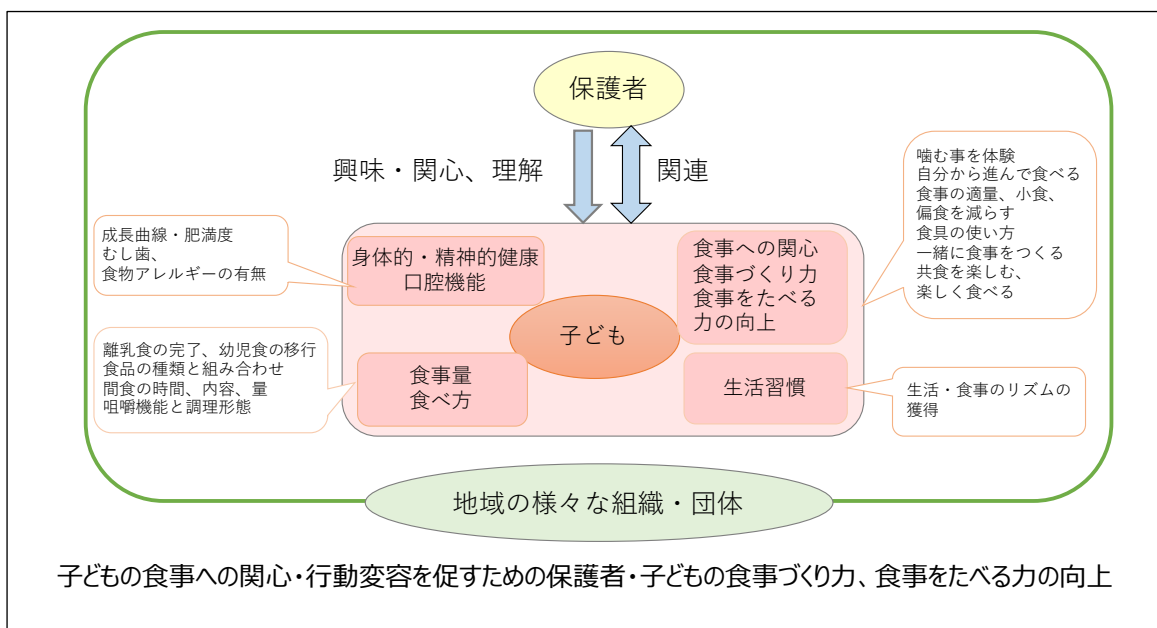 保護者
興味・関心、理解
関連
噛む事を体験
自分から進んで食べる
食事の適量、小食、
偏食を減らす
食具の使い方
一緒に食事をつくる
共食を楽しむ、
楽しく食べる
成長曲線・肥満度
むし歯、
食物アレルギーの有無
身体的・精神的健康
口腔機能
食事への関心
食事づくり力
食事をたべる
力の向上
子ども
離乳食の完了、幼児食の移行
食品の種類と組み合わせ
間食の時間、内容、量
咀嚼機能と調理形態
食事量
食べ方
生活習慣
生活・食事のリズムの
獲得
地域の様々な組織・団体
子どもの食事への関心・行動変容を促すための保護者・子どもの食事づくり力、食事をたべる力の向上